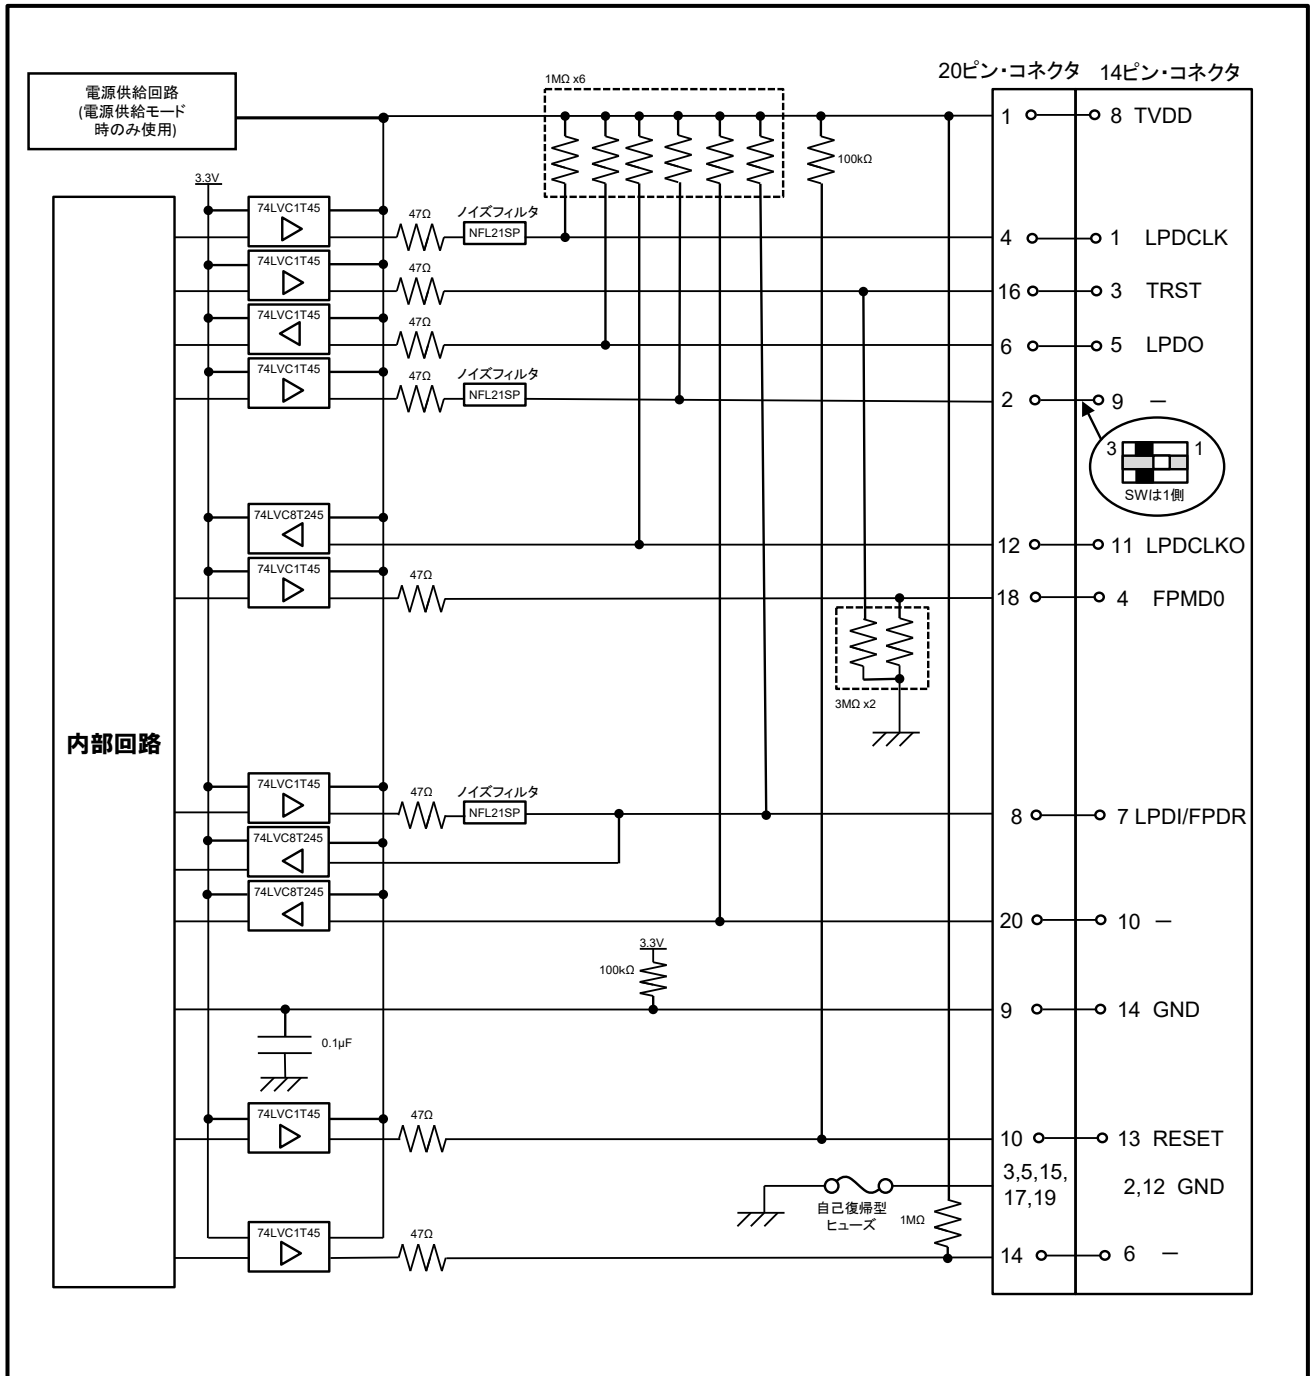 20ピン・コネクタ 14ピン・コネクタ
電源供給回路
(電源供給モード
時のみ使用)
1MΩ x6
1 8 TVDD
100kΩ
3.3V
74LVC1T45 47Ω ノイズフィルタ
NFL21SP
4 1 LPDCLK
74LVC1T45 47Ω
16 3 TRST
74LVC1T45 47Ω
6 5 LPDO
74LVC1T45 47Ω ノイズフィルタ
NFL21SP
2 9 ー
3 1
SWは1側
74LVC8T245
12 11 LPDCLKO
74LVC1T45 47Ω
18 4 FPMD0
3MΩ x2
内部回路
74LVC1T45 47Ω ノイズフィルタ
NFL21SP
8 7 LPDI/FPDR
74LVC8T245
74LVC8T245
20 10 ー
3.3V
100kΩ
9 14 GND
0.1µF
74LVC1T45 47Ω
10 13 RESET
3,5,15,
17,19
2,12 GND
自己復帰型
ヒューズ
1MΩ
74LVC1T45 47Ω
14 6 ー